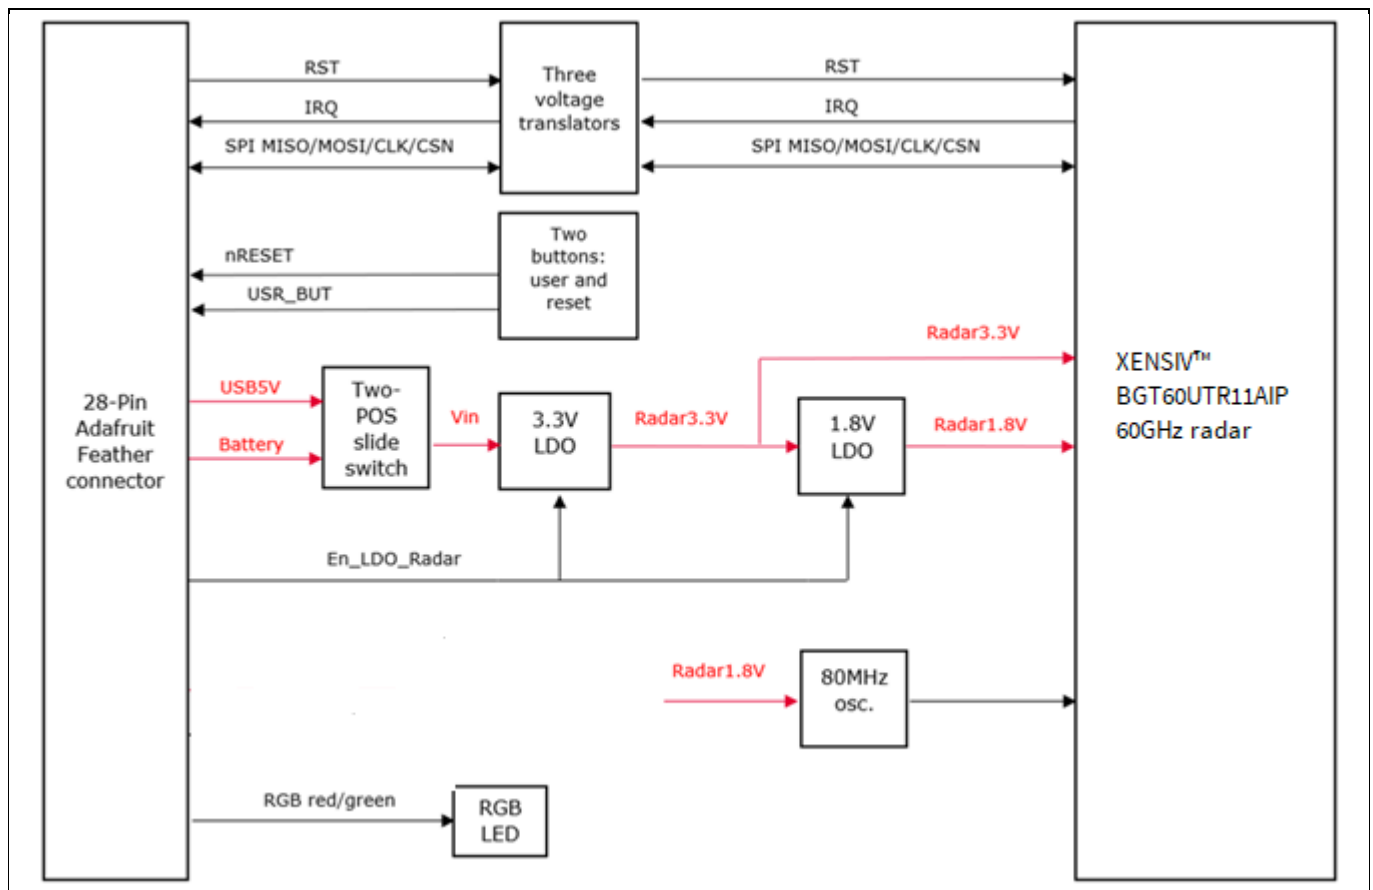 RST
IRQ
SPI MISO/MOSI/CLK/CSN
Three
voltage
translators
RST
IRQ
SPI MISO/MOSI/CLK/CSN
nRESET
USR_BUT
Two
buttons:
user and
reset
28-Pin
Adafruit
Feather
connector
USB5V
Battery
Two-
POS
slide
switch
Vin
3.3V
LDO
Radar3.3V
Radar3.3V
1.8V
LDO
Radar1.8V
XENSIV™
BGT60UTR11AIP
60GHz radar
En_LDO_Radar
Radar1.8V
80MHz
osc.
RGB red/green
RGB
LED